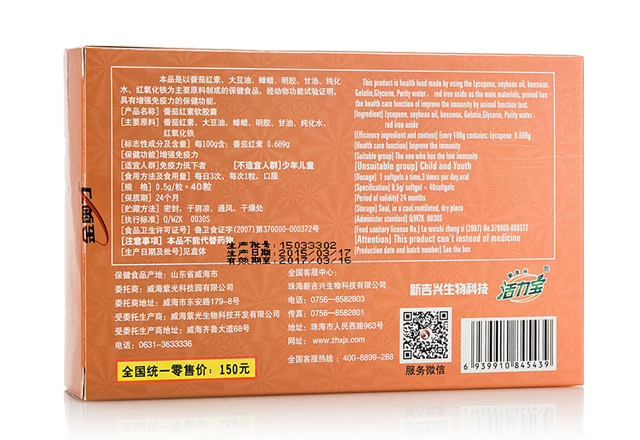 本品是以番茄红素、大豆油、蜂蜡、明胶、甘油、纯化
水、红氧化铁为主要原料制成的保健食品，经动物功能试验证明，
具有增强免疫力的保健功能。
[产品名称] 番茄红素软胶囊
[主要原料] 番茄红素、大豆油、蜂蜡、明胶、甘油、纯化水、
红氧化铁
[标志性成分及含量] 每100g含：番茄红素 0.689g
[保健功能]增强免疫力
[适宜人群]免疫力低下者 [不适宜人群]少年儿童
[食用方法及食用量] 每日3次，每次1粒，口服
[规 格] 0.5g/粒×40粒
[保质期] 24个月
[贮藏方法] 密封，于阴凉、通风、干燥处
[执行标准] Q/WZK 0030S
[食品卫生许可证号] 鲁卫食证字(2007)第370000-000372号
[注意事项] 本品不能代替药物
[生产日期及批号]见盒体
生产批号: 15033302
生产日期: 2015/03/17
有效期至: 2017/03/16
This product is health food made by using the Lycopene, soybean oil, beeswax,
Gelatin,Glycerin, Purity water, red iron oxide as the main materials, proved has
the health care function of improve the immunity by animal function test.
[Ingredient] Lycopene, soybean oil, beeswax, Gelatin,Glycerin, Purity water,
red iron oxide
[Efficiency ingredient and content] Every 100g contains: Lycopene 0.689g
[Health care function] Improve the immunity
[Suitable group] The one who has the low immunity
[Unsuitable group] Child and Youth
[Dosage] 1 softgels a time,3 times per day,oral
[Specification] 0.5g/ softgel × 40softgels
[Period of validity] 24 months
[Storage] Seal, in a cool,ventilated, dry place
[Administer standard] Q/WZK 0030S
[Food sanitary license No.] Lu weishi zhung zi (2007) No.370000-000372
[Attention] This product can't instead of medicine
[Production date and batch number] See the box
保健食品产地：山东省威海市
委托商：威海紫光科技园有限公司
委托商地址：威海市东安街路179-8号
受委托生产商：威海紫光生物科技开发有限公司
受委托生产商地址：威海齐鲁大道68号
电话：0631-3633336
全国客服中心：
珠海新吉兴生物科技有限公司
电话：0756-8582803
传真：0756-8582801
地址：珠海市人民西路963号
网址：www.zhxjx.com
全国客服热线：400-8899-288
全国统一零售价：150元
服务微信
新吉兴生物科技
新吉兴
活力宝
®
6 939910 845439